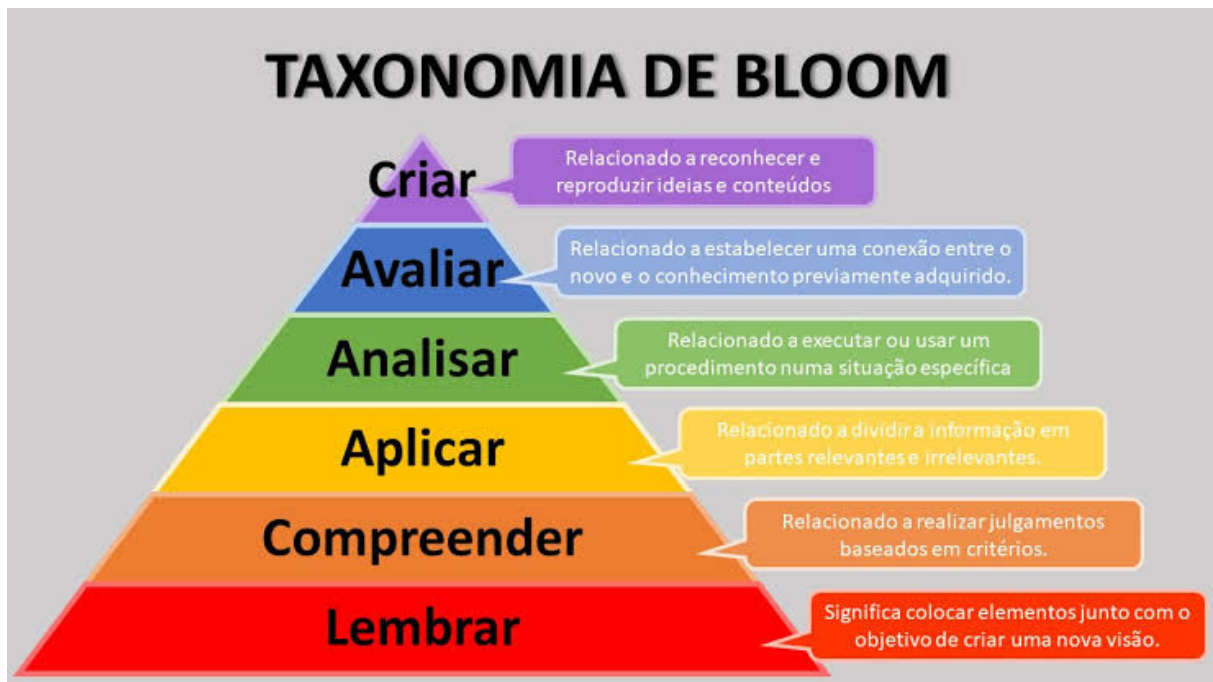 TAXONOMIA DE BLOOM
Criar
Relacionado a reconhecer e
reproduzir ideias e conteúdos
Avaliar
Relacionado a estabelecer uma conexão entre o
novo e o conhecimento previamente adquirido.
Analisar
Relacionado a executar ou usar um
procedimento numa situação específica
Aplicar
Relacionado a dividir a informação em
partes relevantes e irrelevantes.
Compreender
Relacionado a realizar julgamentos
baseados em critérios.
Lembrar
Significa colocar elementos junto com o
objetivo de criar uma nova visão.